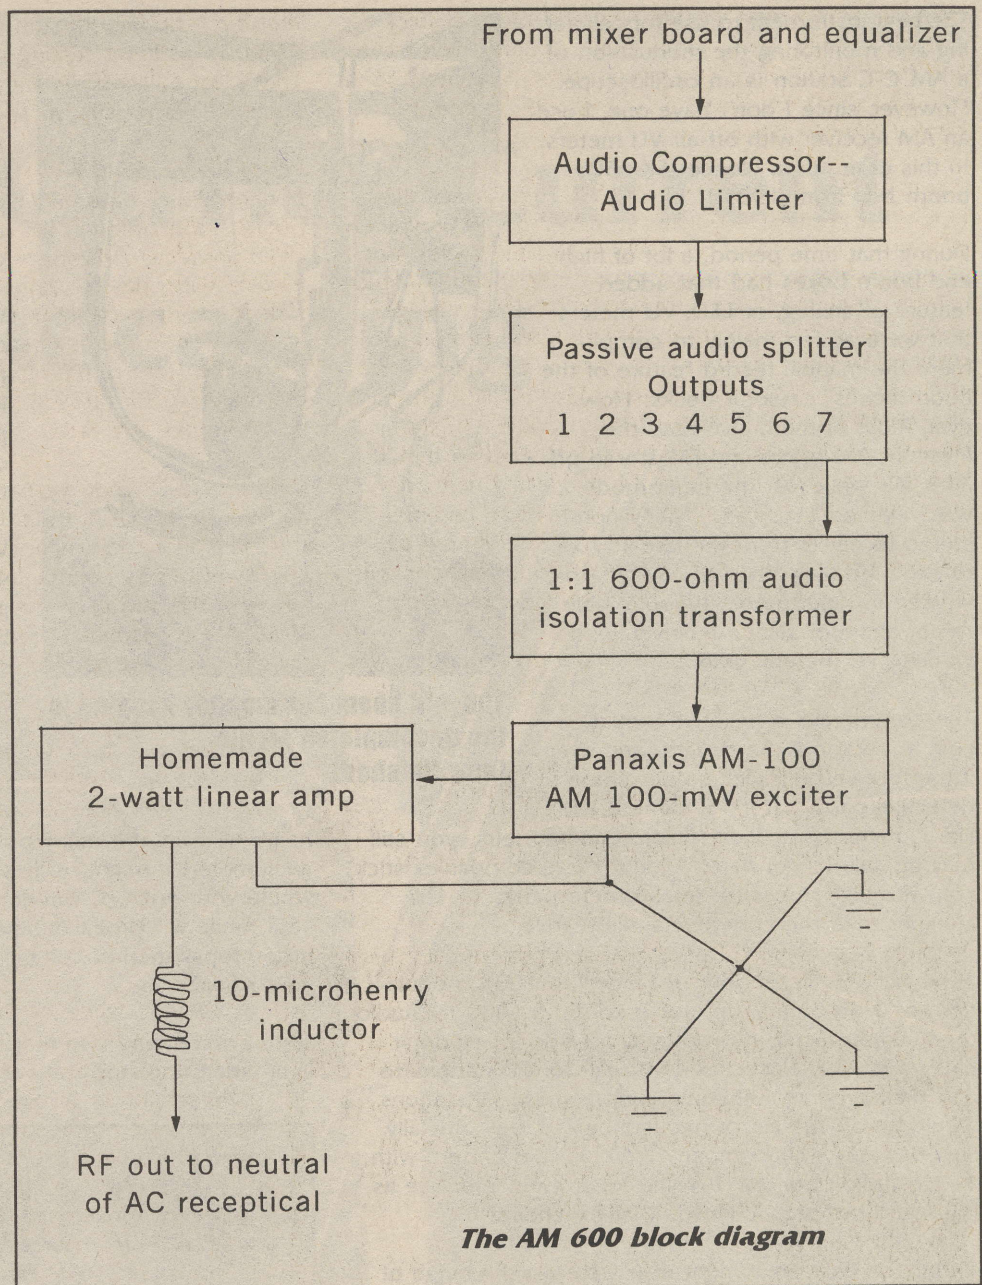 From mixer board and equalizer
Audio Compressor--
Audio Limiter
Passive audio splitter
Outputs
1 2 3 4 5 6 7
1:1 600-ohm audio
isolation transformer
Panaxis AM-100
AM 100-mW exciter
Homemade
2-watt linear amp
10-microhenry
inductor
RF out to neutral
of AC receptical
The AM 600 block diagram